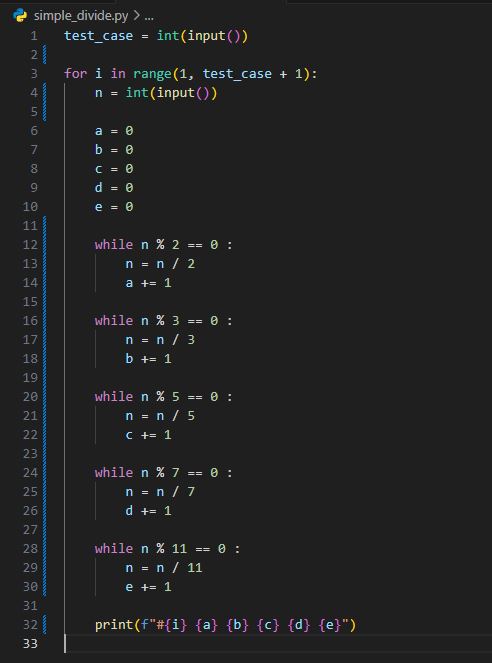 simple_divide.py > ...
1 test_case = int(input())
2
3 for i in range(1, test_case + 1):
4     n = int(input())
5
6     a = 0
7     b = 0
8     c = 0
9     d = 0
10     e = 0
11
12     while n % 2 == 0 :
13         n = n / 2
14         a += 1
15
16     while n % 3 == 0 :
17         n = n / 3
18         b += 1
19
20     while n % 5 == 0 :
21         n = n / 5
22         c += 1
23
24     while n % 7 == 0 :
25         n = n / 7
26         d += 1
27
28     while n % 11 == 0 :
29         n = n / 11
30         e += 1
31
32     print(f"#{i} {a} {b} {c} {d} {e}")
33